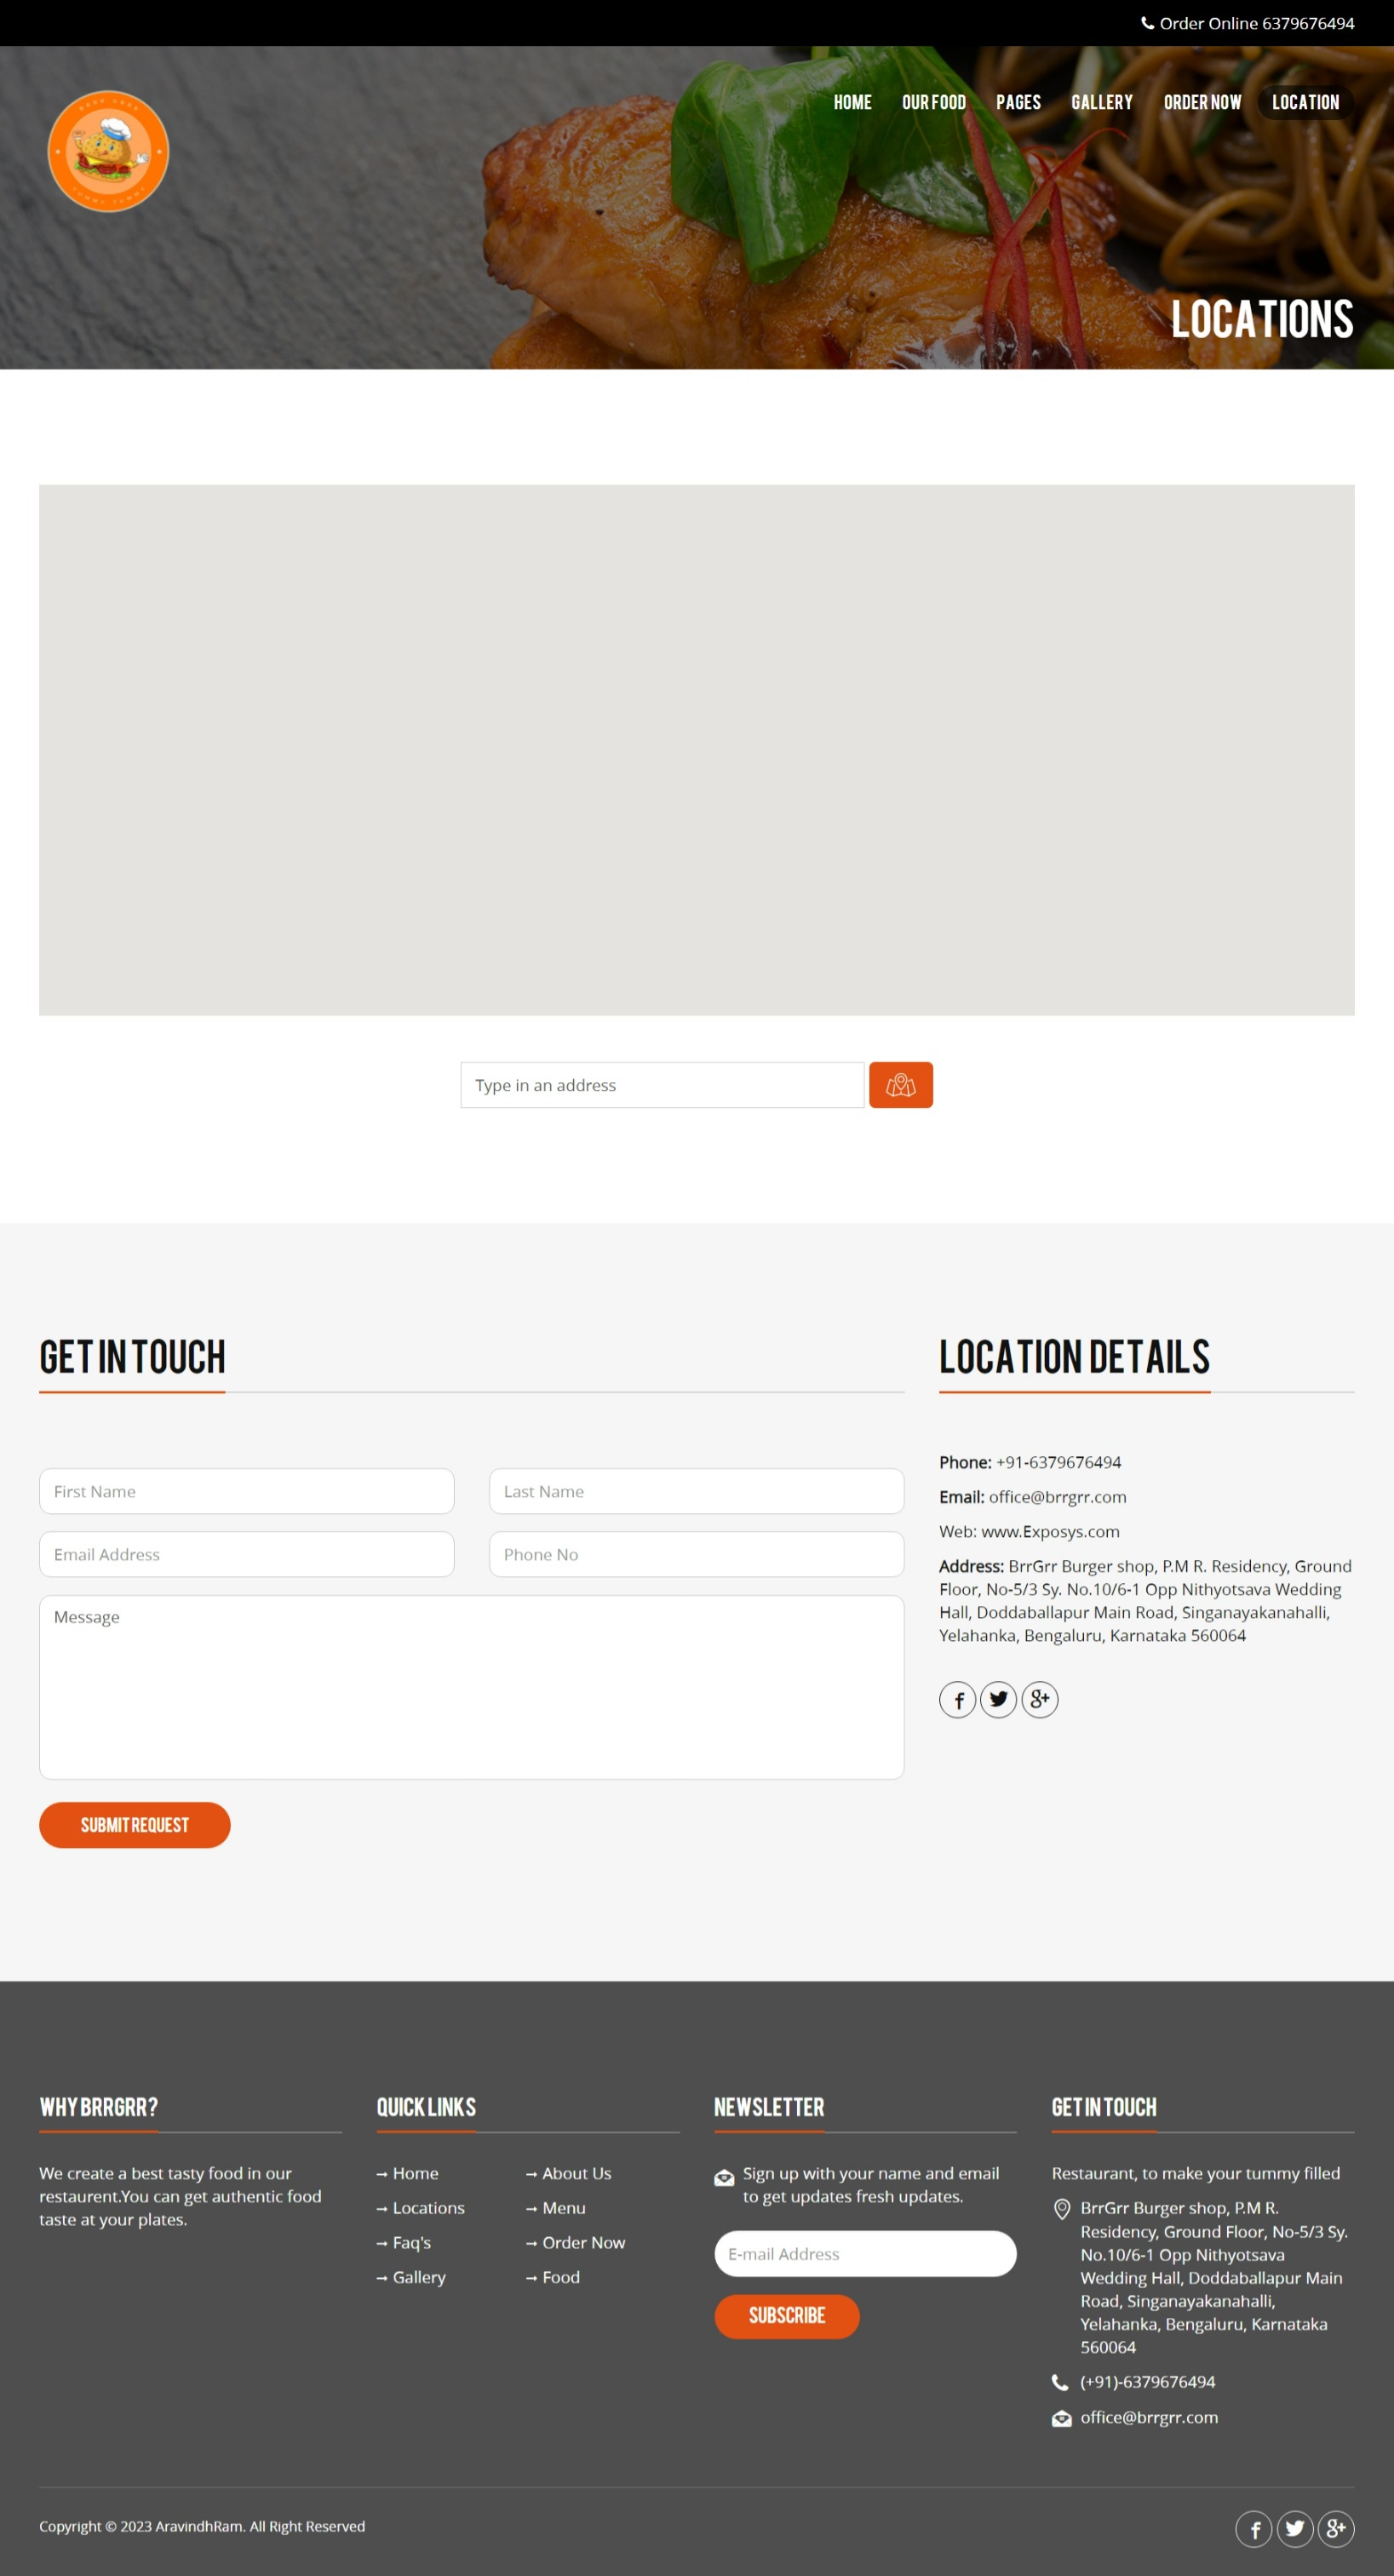 Order Online 6379676494
HOME OUR FOOD PAGES GALLERY ORDER NOW LOCATION
LOCATIONS
Type in an address
GET IN TOUCH
First Name
Last Name
Email Address
Phone No
Message
SUBMIT REQUEST
LOCATION DETAILS
Phone: +91-6379676494
Email: office@brrgrr.com
Web: www.Exposys.com
Address: BrrGrr Burger shop, P.M R. Residency, Ground
Floor, No-5/3 Sy. No.10/6-1 Opp Nithyotsava Wedding
Hall, Doddaballapur Main Road, Singanayakanahalli,
Yelahanka, Bengaluru, Karnataka 560064
WHY BRRGRR?
We create a best tasty food in our
restaurent.You can get authentic food
taste at your plates.
QUICK LINKS
→ Home
→ Locations
→ Faq's
→ Gallery
→ About Us
→ Menu
→ Order Now
→ Food
NEWSLETTER
Sign up with your name and email
to get updates fresh updates.
E-mail Address
SUBSCRIBE
GET IN TOUCH
Restaurant, to make your tummy filled
BrrGrr Burger shop, P.M R.
Residency, Ground Floor, No-5/3 Sy.
No.10/6-1 Opp Nithyotsava
Wedding Hall, Doddaballapur Main
Road, Singanayakanahalli,
Yelahanka, Bengaluru, Karnataka
560064
(+91)-6379676494
office@brrgrr.com
Copyright © 2023 AravindhRam. All Right Reserved